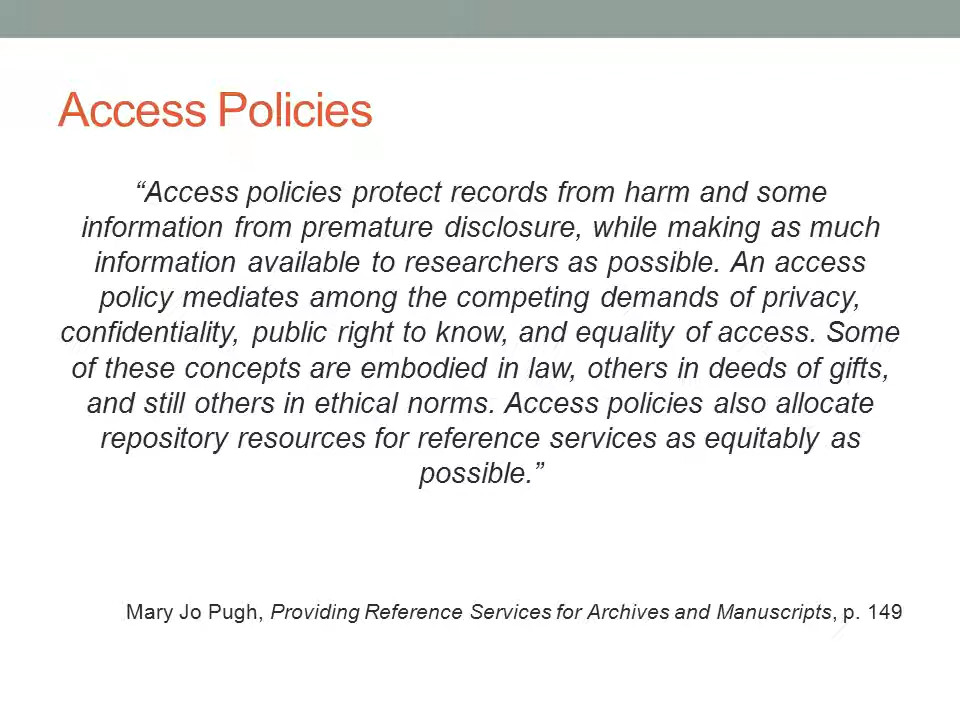 Access Policies
“Access policies protect records from harm and some
information from premature disclosure, while making as much
information available to researchers as possible. An access
policy mediates among the competing demands of privacy,
confidentiality, public right to know, and equality of access. Some
of these concepts are embodied in law, others in deeds of gifts,
and still others in ethical norms. Access policies also allocate
repository resources for reference services as equitably as
possible.”
Mary Jo Pugh, Providing Reference Services for Archives and Manuscripts, p. 149